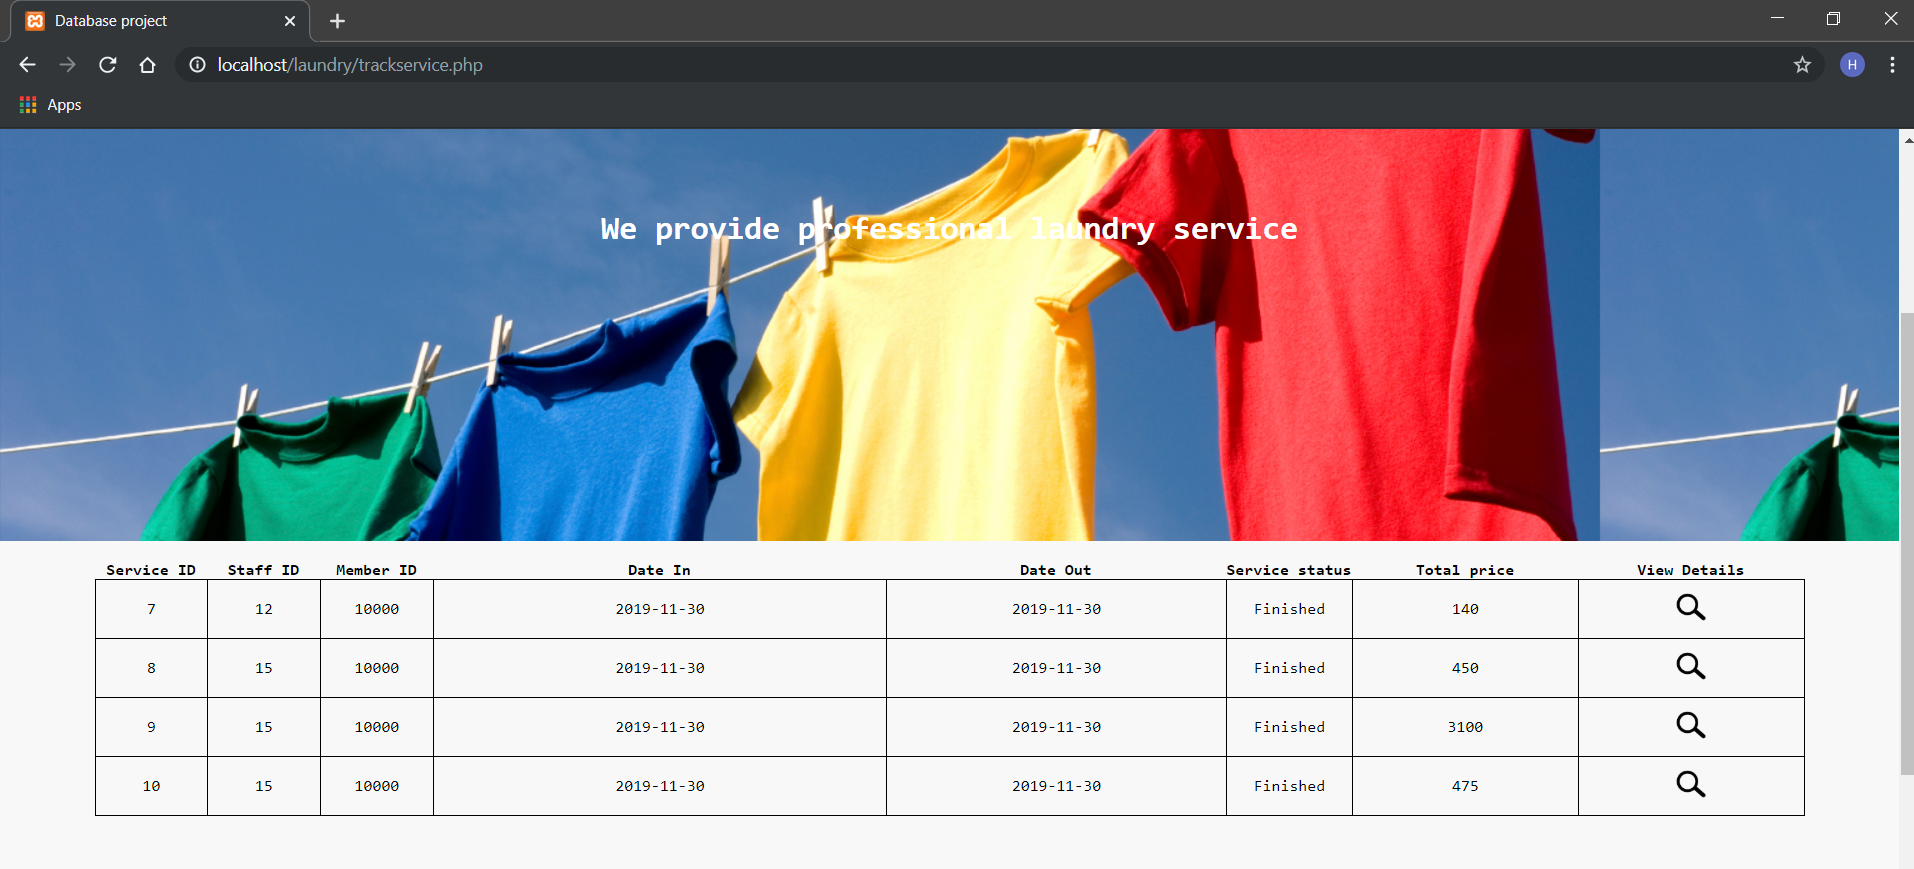 Database project
localhost/laundry/trackservice.php
H
Apps
We provide professional laundry service
Service ID Staff ID Member ID Date In Date Out Service status Total price View Details
7 12 10000 2019-11-30 2019-11-30 Finished 140
8 15 10000 2019-11-30 2019-11-30 Finished 450
9 15 10000 2019-11-30 2019-11-30 Finished 3100
10 15 10000 2019-11-30 2019-11-30 Finished 475